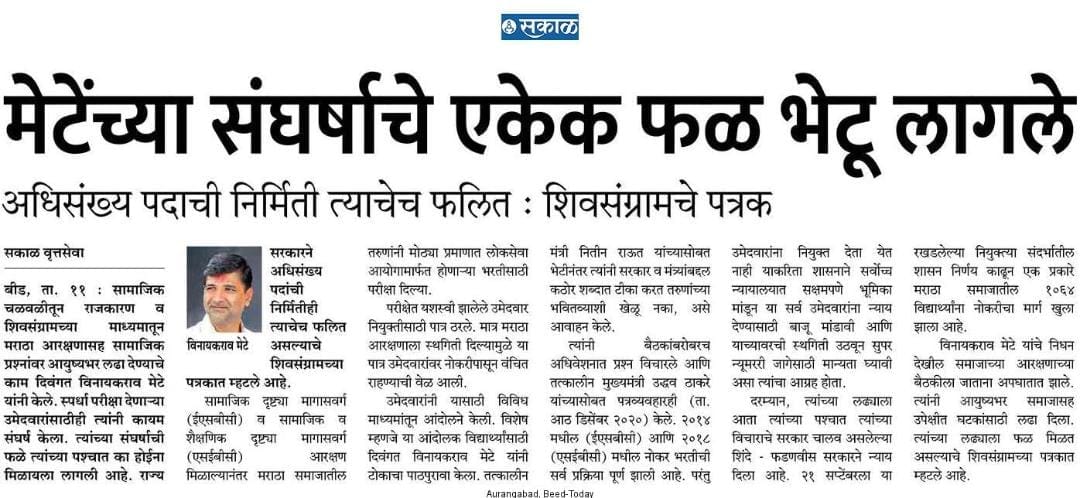 सकाळ
मेटेंच्या संघर्षाचे एकेक फळ भेटू लागले
अधिसंख्य पदाची निर्मिती त्याचेच फलित : शिवसंग्रामचे पत्रक
सकाळ वृत्तसेवा
बीड, ता. ११ : सामाजिक
चळवळीतून राजकारण व
शिवसंग्रामच्या माध्यमातून
मराठा आरक्षणासह सामाजिक
प्रश्नांवर आयुष्यभर लढा देण्याचे
काम दिवंगत विनायकराव मेटे
यांनी केले. स्पर्धा परीक्षा देणाऱ्या
उमेदवारांसाठीही त्यांनी कायम
संघर्ष केला. त्यांच्या संघर्षाची
फळे त्यांच्या पश्चात का होईना
मिळायला लागली आहे. राज्य
सरकारने
अधिसंख्य
पदांची
निर्मितीही
त्याचेच फलित
असल्याचे
शिवसंग्रामच्या
विनायकराव मेटे
पत्रकात म्हटले आहे.
सामाजिक दृष्ट्या मागासवर्ग
(ईएसबीसी) व सामाजिक व
शैक्षणिक दृष्ट्या मागासवर्ग
(एसईबीसी) आरक्षण
मिळाल्यानंतर मराठा समाजातील
तरुणांनी मोठ्या प्रमाणात लोकसेवा
आयोगामार्फत होणाऱ्या भरतीसाठी
परीक्षा दिल्या.
परीक्षेत यशस्वी झालेले उमेदवार
नियुक्तीसाठी पात्र ठरले. मात्र मराठा
आरक्षणाला स्थगिती दिल्यामुळे या
पात्र उमेदवारांवर नोकरीपासून वंचित
राहण्याची वेळ आली.
उमेदवारांनी यासाठी विविध
माध्यमांतून आंदोलने केली. विशेष
म्हणजे या आंदोलक विद्यार्थ्यांसाठी
दिवंगत विनायकराव मेटे यांनी
टोकाचा पाठपुरावा केला. तत्कालीन
मंत्री नितीन राऊत यांच्यासोबत
भेटीनंतर त्यांनी सरकार व मंत्र्यांबद्दल
कठोर शब्दात टीका करत तरुणांच्या
भवितव्याशी खेळू नका, असे
आवाहन केले.
त्यांनी बैठकांबरोबरच
अधिवेशनात प्रश्न विचारले आणि
तत्कालीन मुख्यमंत्री उद्धव ठाकरे
यांच्यासोबत पत्रव्यवहारही (ता.
आठ डिसेंबर २०२०) केले. २०१४
मधील (ईएसबीसी) आणि २०१८
(एसईबीसी) मधील नोकर भरतीची
सर्व प्रक्रिया पूर्ण झाली आहे. परंतु
उमेदवारांना नियुक्त देता येत
नाही याकरिता शासनाने सर्वोच्च
न्यायालयात सक्षमपणे भूमिका
मांडून या सर्व उमेदवारांना न्याय
देण्यासाठी बाजू मांडावी आणि
याच्यावरची स्थगिती उठवून सुपर
न्यूमररी जागेसाठी मान्यता घ्यावी
असा त्यांचा आग्रह होता.
दरम्यान, त्यांच्या लढ्याला
आता त्यांच्या पश्चात त्यांच्या
विचाराचे सरकार चालव असलेल्या
शिंदे - फडणवीस सरकारने न्याय
दिला आहे. २१ सप्टेंबरला या
रखडलेल्या नियुक्त्या संदर्भातील
शासन निर्णय काढून एक प्रकारे
मराठा समाजातील १०६४
विद्यार्थ्यांना नोकरीचा मार्ग खुला
झाला आहे.
विनायकराव मेटे यांचे निधन
देखील समाजाच्या आरक्षणाच्या
बैठकीला जाताना अपघातात झाले.
त्यांनी आयुष्यभर समाजासह
उपेक्षीत घटकांसाठी लढा दिला.
त्यांच्या लढ्याला फळ मिळत
असल्याचे शिवसंग्रामच्या पत्रकात
म्हटले आहे.
Aurangabad, Beed-Today